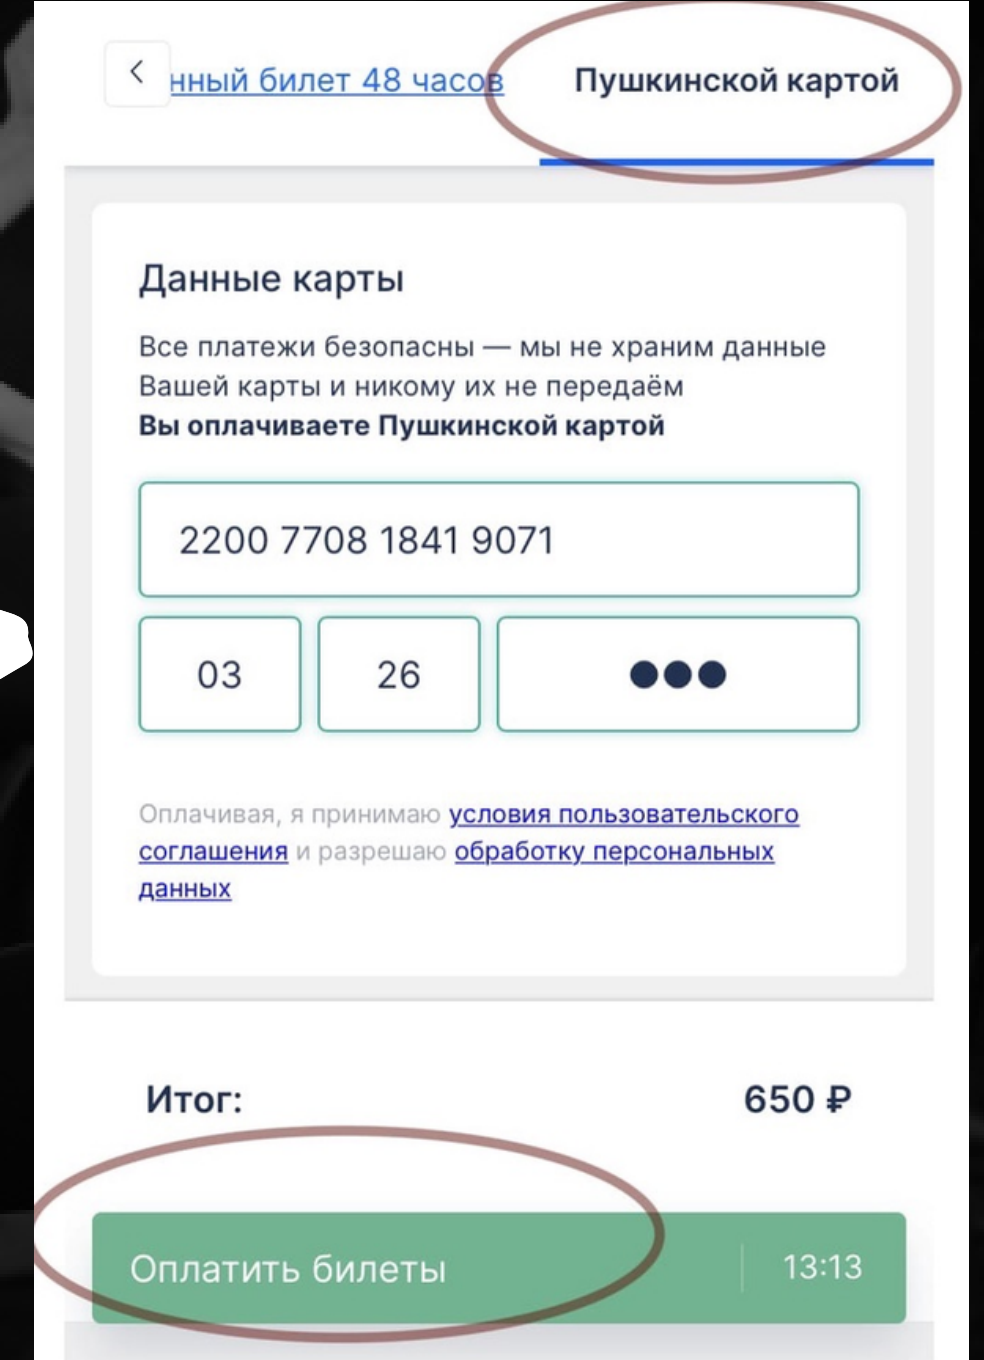 нный билет 48 часов
Пушкинской картой
Данные карты
Все платежи безопасны — мы не храним данные
Вашей карты и никому их не передаём
Вы оплачиваете Пушкинской картой
2200 7708 1841 9071
03 26 ●●●
Оплачивая, я принимаю условия пользовательского
соглашения и разрешаю обработку персональных
данных
Итог: 650 ₽
Оплатить билеты 13:13